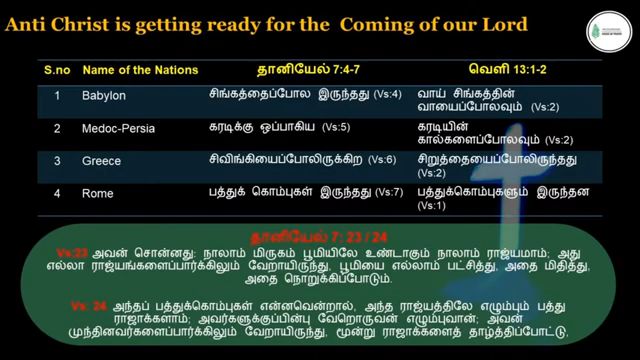 Anti Christ is getting ready for the Coming of our Lord
S.no Name of the Nations தானியேல் 7:4-7 வெளி 13:1-2
1 Babylon சிங்கத்தைப்போல இருந்தது (Vs:4) வாய் சிங்கத்தின்
வாயைப்போலவும் (Vs:2)
2 Medoc-Persia கரடிக்கு ஒப்பாகிய (Vs:5) கரடியின்
கால்களைப்போலவும் (Vs:2)
3 Greece சிவிங்கியைப்போலிருக்கிற (Vs:6) சிறுத்தையைப்போலிருந்தது
(Vs:2)
4 Rome பத்துக் கொம்புகள் இருந்தது (Vs:7) பத்துக்கொம்புகளும் இருந்தன
(Vs:1)
தானியேல் 7: 23 / 24
Vs:23 அவன் சொன்னது: நாலாம் மிருகம் பூமியிலே உண்டாகும் நாலாம் ராஜ்யமாம்; அது
எல்லா ராஜ்யங்களைப்பார்க்கிலும் வேறாயிருந்து, பூமியை எல்லாம் பட்சித்து, அதை மிதித்து,
அதை நொறுக்கிப்போடும்.
Vs: 24 அந்தப் பத்துக்கொம்புகள் என்னவென்றால், அந்த ராஜ்யத்திலே எழும்பும் பத்து
ராஜாக்களாம்; அவர்களுக்குப்பின்பு வேறொருவன் எழும்புவான்; அவன்
முந்தினவர்களைப்பார்க்கிலும் வேறாயிருந்து, மூன்று ராஜாக்களைத் தாழ்த்திப்போட்டு,